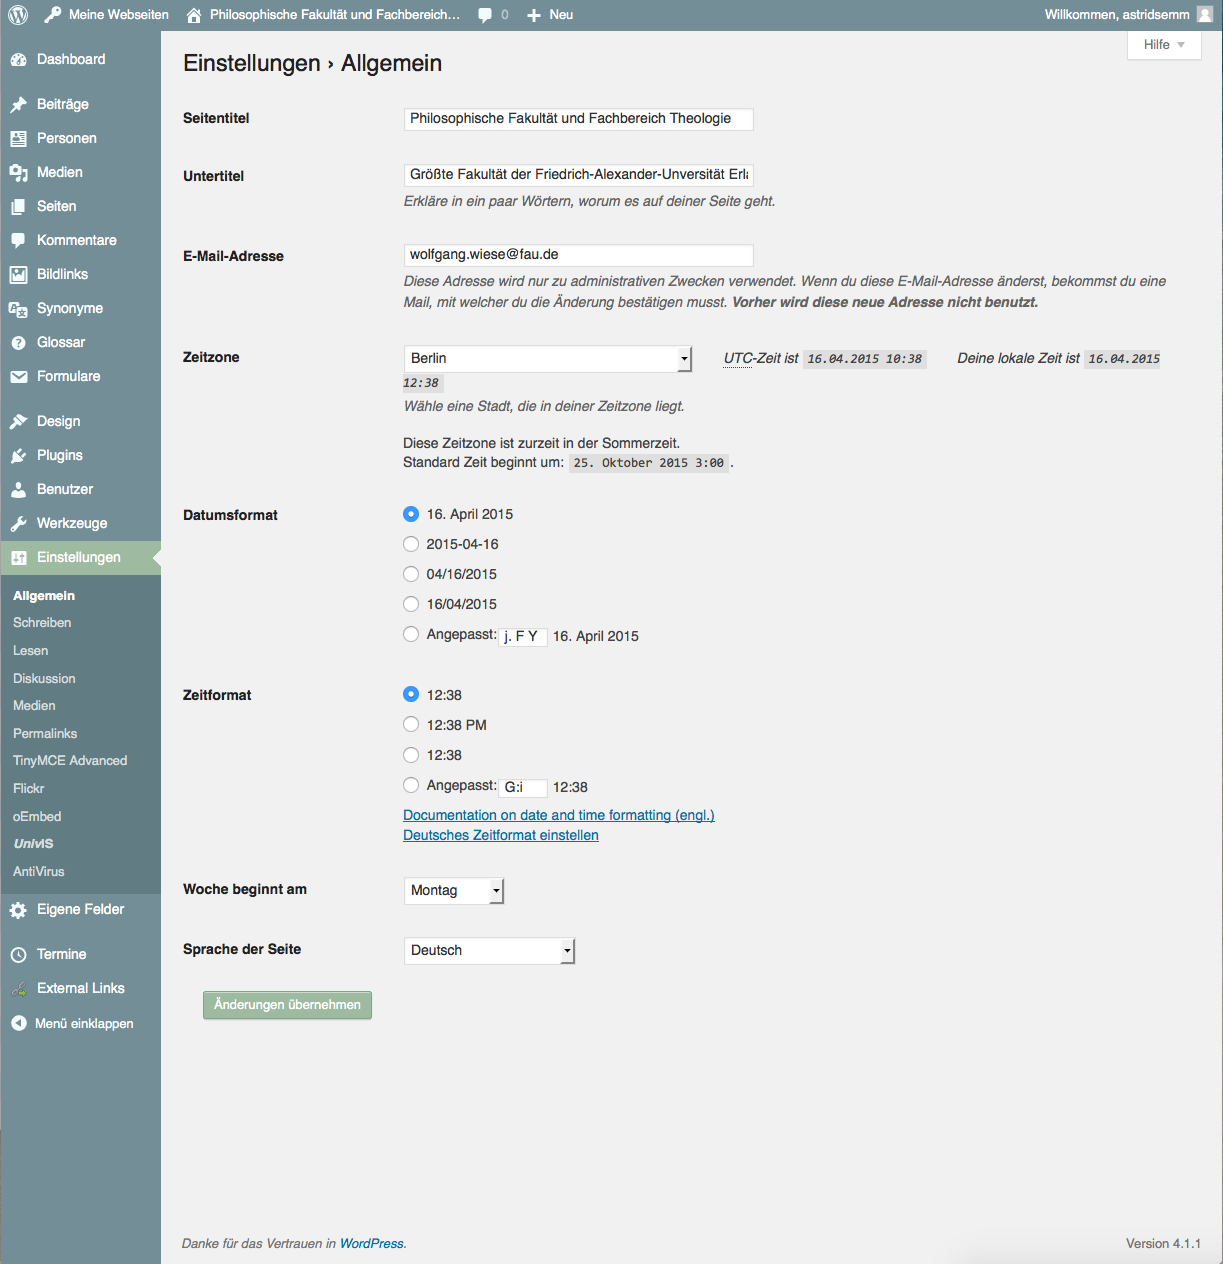 Meine Webseiten Philosophische Fakultät und Fachbereich... 0 Neu Willkommen, astridsemm
Hilfe
Dashboard
Beiträge
Personen
Medien
Seiten
Kommentare
Bildlinks
Synonyme
Glossar
Formulare
Design
Plugins
Benutzer
Werkzeuge
Einstellungen
Allgemein
Schreiben
Lesen
Diskussion
Medien
Permalinks
TinyMCE Advanced
Flickr
oEmbed
UnivIS
AntiVirus
Eigene Felder
Termine
External Links
Menü einklappen
Einstellungen › Allgemein
Seitentitel Philosophische Fakultät und Fachbereich Theologie
Untertitel Größte Fakultät der Friedrich-Alexander-Unversität Erla
Erkläre in ein paar Wörtern, worum es auf deiner Seite geht.
E-Mail-Adresse wolfgang.wiese@fau.de
Diese Adresse wird nur zu administrativen Zwecken verwendet. Wenn du diese E-Mail-Adresse änderst, bekommst du eine
Mail, mit welcher du die Änderung bestätigen musst. Vorher wird diese neue Adresse nicht benutzt.
Zeitzone Berlin UTC-Zeit ist 16.04.2015 10:38 Deine lokale Zeit ist 16.04.2015
12:38
Wähle eine Stadt, die in deiner Zeitzone liegt.
Diese Zeitzone ist zurzeit in der Sommerzeit.
Standard Zeit beginnt um: 25. Oktober 2015 3:00 .
Datumsformat 16. April 2015
2015-04-16
04/16/2015
16/04/2015
Angepasst: j. F Y 16. April 2015
Zeitformat 12:38
12:38 PM
12:38
Angepasst: G:i 12:38
Documentation on date and time formatting (engl.)
Deutsches Zeitformat einstellen
Woche beginnt am Montag
Sprache der Seite Deutsch
Änderungen übernehmen
Danke für das Vertrauen in WordPress. Version 4.1.1